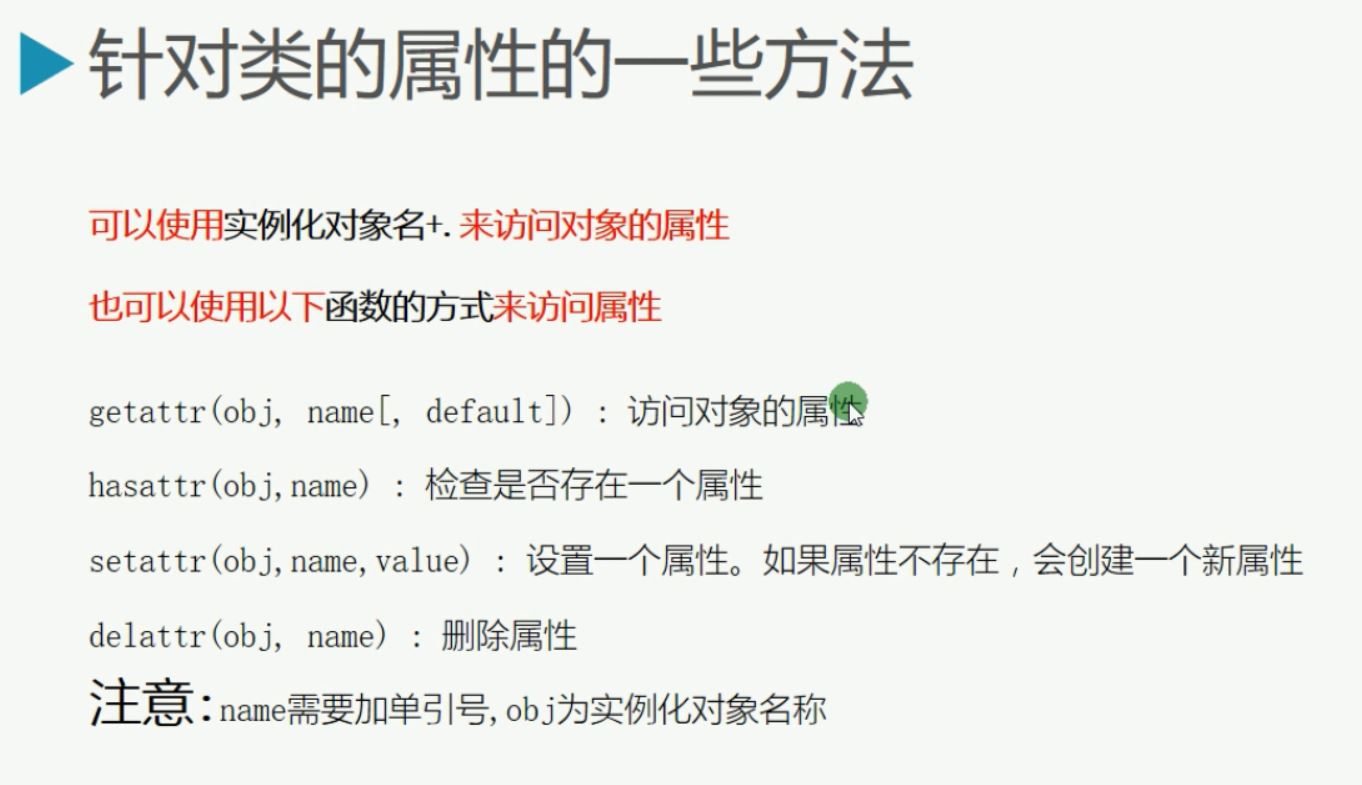 针对类的属性的一些方法
可以使用实例化对象名+.来访问对象的属性
也可以使用以下函数的方式来访问属性
getattr(obj, name[, default]) : 访问对象的属性
hasattr(obj,name) : 检查是否存在一个属性
setattr(obj,name,value) : 设置一个属性。如果属性不存在，会创建一个新属性
delattr(obj, name) : 删除属性
注意:name需要加单引号,obj为实例化对象名称